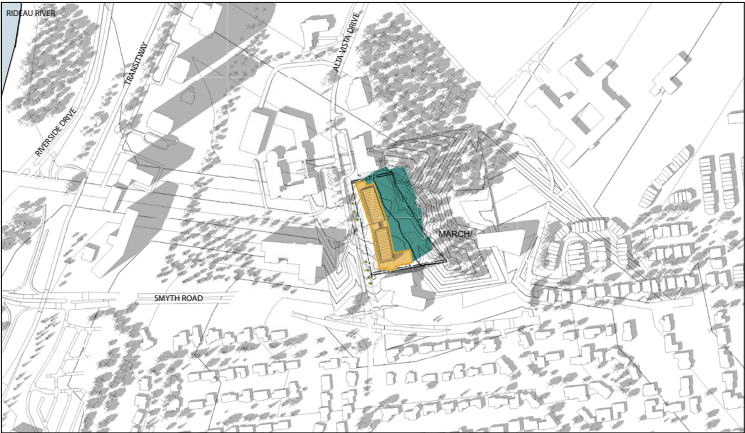 RIDEAU RIVER
TRANSITWAY
ALTA VISTA DRIVE
RIVERSIDE DRIVE
MARCH/
SMYTH ROAD